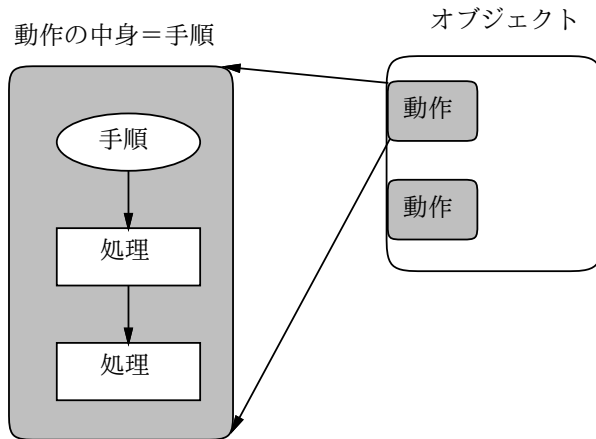 動作の中身＝手順
オブジェクト
手順
処理
処理
動作
動作